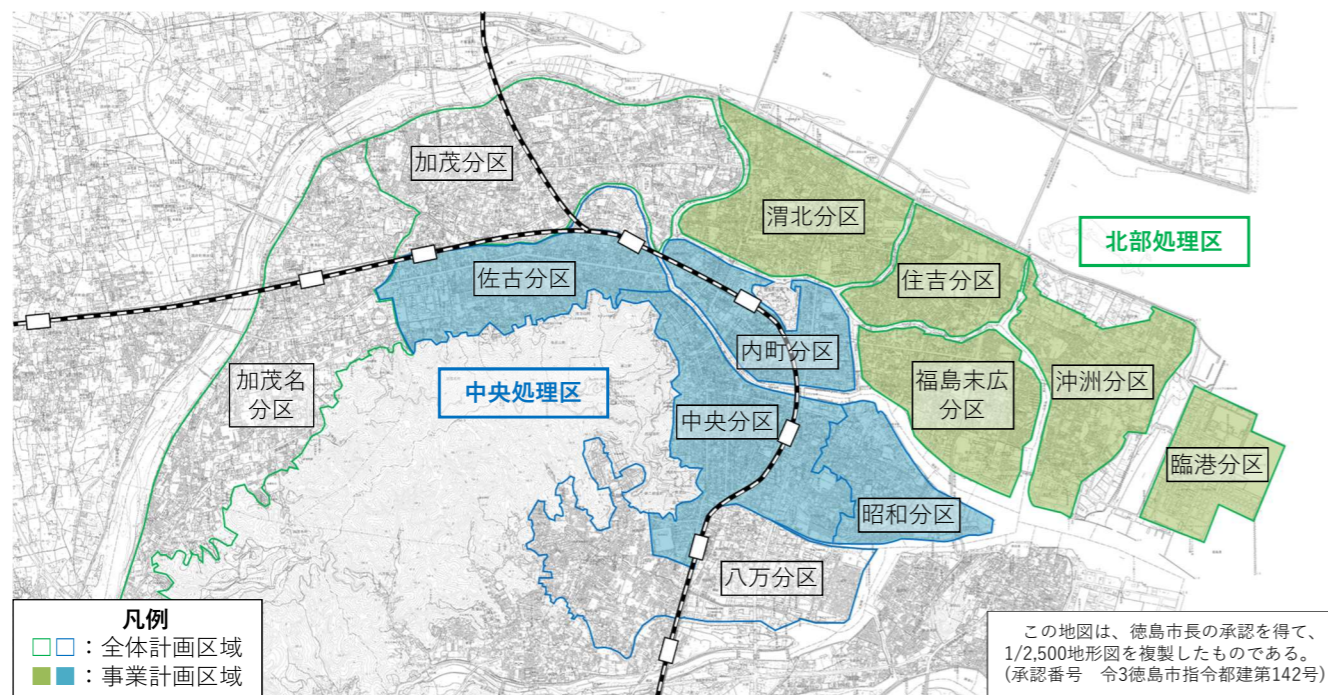 加茂分区
渭北分区
北部処理区
住吉分区
佐古分区
内町分区
加茂名
分区
中央処理区
福島末広
分区
沖洲分区
中央分区
臨港分区
昭和分区
八万分区
凡例
□□：全体計画区域
■■：事業計画区域
この地図は、徳島市長の承認を得て、
1/2,500地形図を複製したものである。
(承認番号　令3徳島市指令都建第142号)